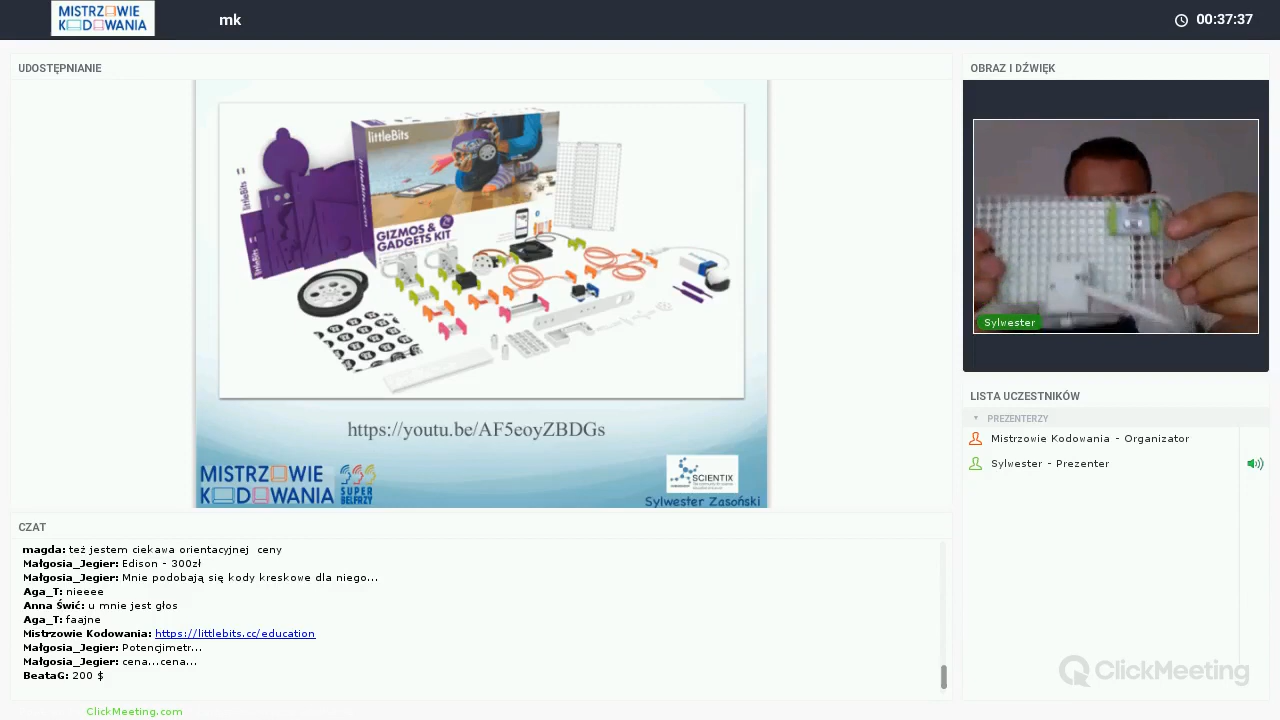 MISTRZOWIE
KODOWANIA
mk
00:37:37
UDOSTĘPNIANIE
littleBits
GIZMOS &
GADGETS KIT
https://youtu.be/AF5eoyZBDGs
MISTRZOWIE
KODOWANIA
SUPER
BELFRZY
SCIENTIX
Sylwester Zasoński
OBRAZ I DŹWIĘK
Sylwester
LISTA UCZESTNIKÓW
PREZENTERZY
Mistrzowie Kodowania - Organizator
Sylwester - Prezenter
CZAT
magda: też jestem ciekawa orientacyjnej ceny
Małgosia_Jegier: Edison - 300zł
Małgosia_Jegier: Mnie podobają się kody kreskowe dla niego...
Aga_T: nieeee
Anna Świć: u mnie jest głos
Aga_T: faajne
Mistrzowie Kodowania: https://littlebits.cc/education
Małgosia_Jegier: Potencjimetr...
Małgosia_Jegier: cena...cena...
BeataG: 200 $
ClickMeeting
ClickMeeting.com